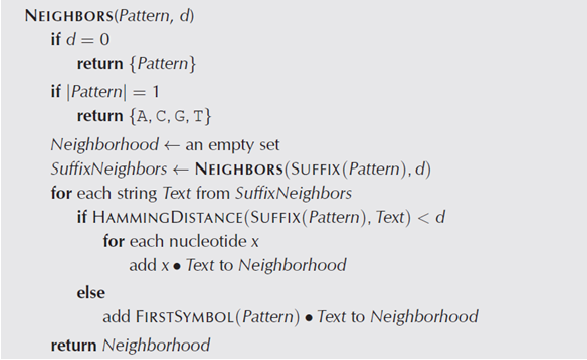 NEIGHBORS(Pattern, d)
if d = 0
return {Pattern}
if |Pattern| = 1
return {A, C, G, T}
Neighborhood ← an empty set
SuffixNeighbors ← NEIGHBORS(SUFFIX(Pattern), d)
for each string Text from SuffixNeighbors
if HAMMINGDISTANCE(SUFFIX(Pattern), Text) < d
for each nucleotide x
add x • Text to Neighborhood
else
add FIRSTSYMBOL(Pattern) • Text to Neighborhood
return Neighborhood